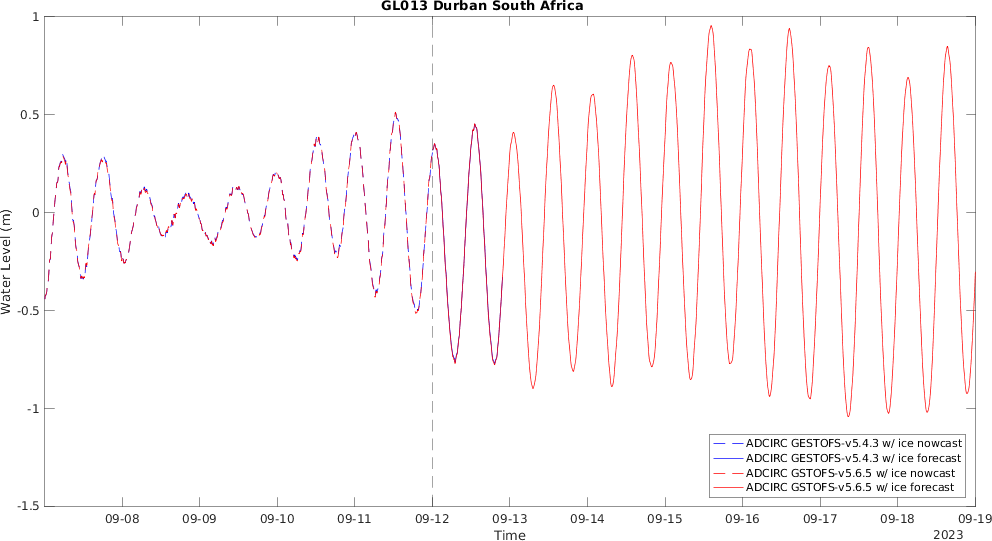 GL013 Durban South Africa
1
0.5
0
-0.5
-1
-1.5
Water Level (m)
ADCIRC GESTOFS-v5.4.3 w/ ice nowcast
ADCIRC GESTOFS-v5.4.3 w/ ice forecast
ADCIRC GSTOFS-v5.6.5 w/ ice nowcast
ADCIRC GSTOFS-v5.6.5 w/ ice forecast
09-08 09-09 09-10 09-11 09-12 09-13 09-14 09-15 09-16 09-17 09-18 09-19
Time
2023